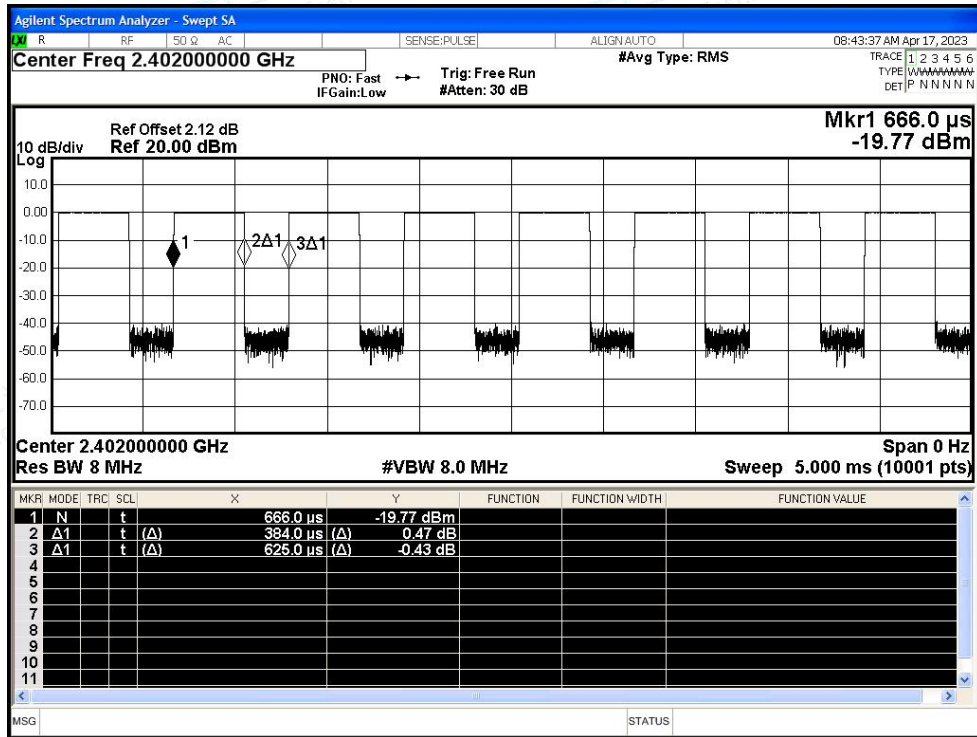 Agilent Spectrum Analyzer - Swept SA
LXI R RF 50 Ω AC SENSE:PULSE ALIGN AUTO 08:43:37 AM Apr 17, 2023
Center Freq 2.402000000 GHz
PNO: Fast
IFGain:Low
Trig: Free Run
#Atten: 30 dB
#Avg Type: RMS
TRACE 1 2 3 4 5 6
TYPE
DET P N N N N N
Mkr1 666.0 µs
-19.77 dBm
Ref Offset 2.12 dB
10 dB/div Ref 20.00 dBm
Log
10.0
0.00
-10.0
-20.0
-30.0
-40.0
-50.0
-60.0
-70.0
1 2Δ1 3Δ1
Center 2.402000000 GHz Span 0 Hz
Res BW 8 MHz #VBW 8.0 MHz Sweep 5.000 ms (10001 pts)
MKR MODE TRC SCL X Y FUNCTION FUNCTION WIDTH FUNCTION VALUE
1 N t 666.0 µs -19.77 dBm
2 Δ1 t (Δ) 384.0 µs (Δ) 0.47 dB
3 Δ1 t (Δ) 625.0 µs (Δ) -0.43 dB
4
5
6
7
8
9
10
11
MSG STATUS